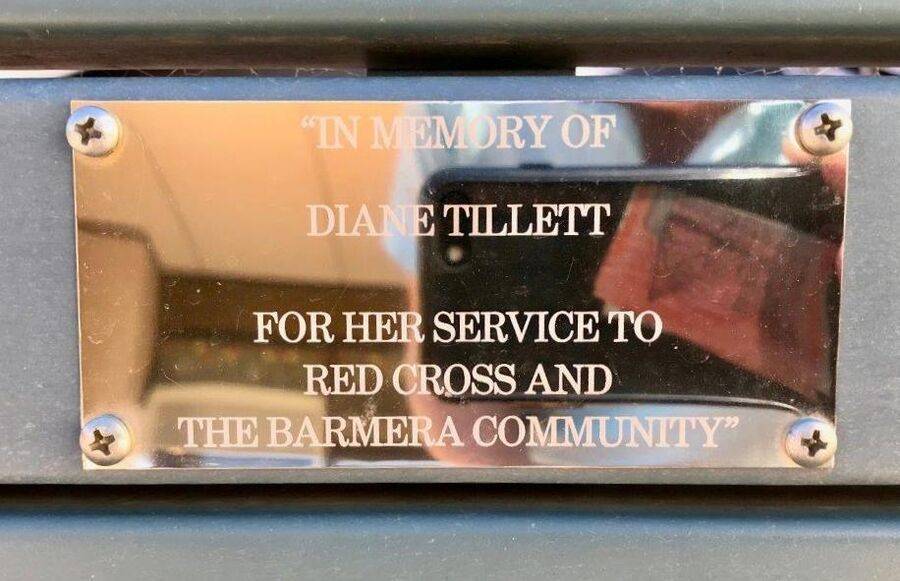 “IN MEMORY OF
DIANE TILLETT
FOR HER SERVICE TO
RED CROSS AND
THE BARMERA COMMUNITY”